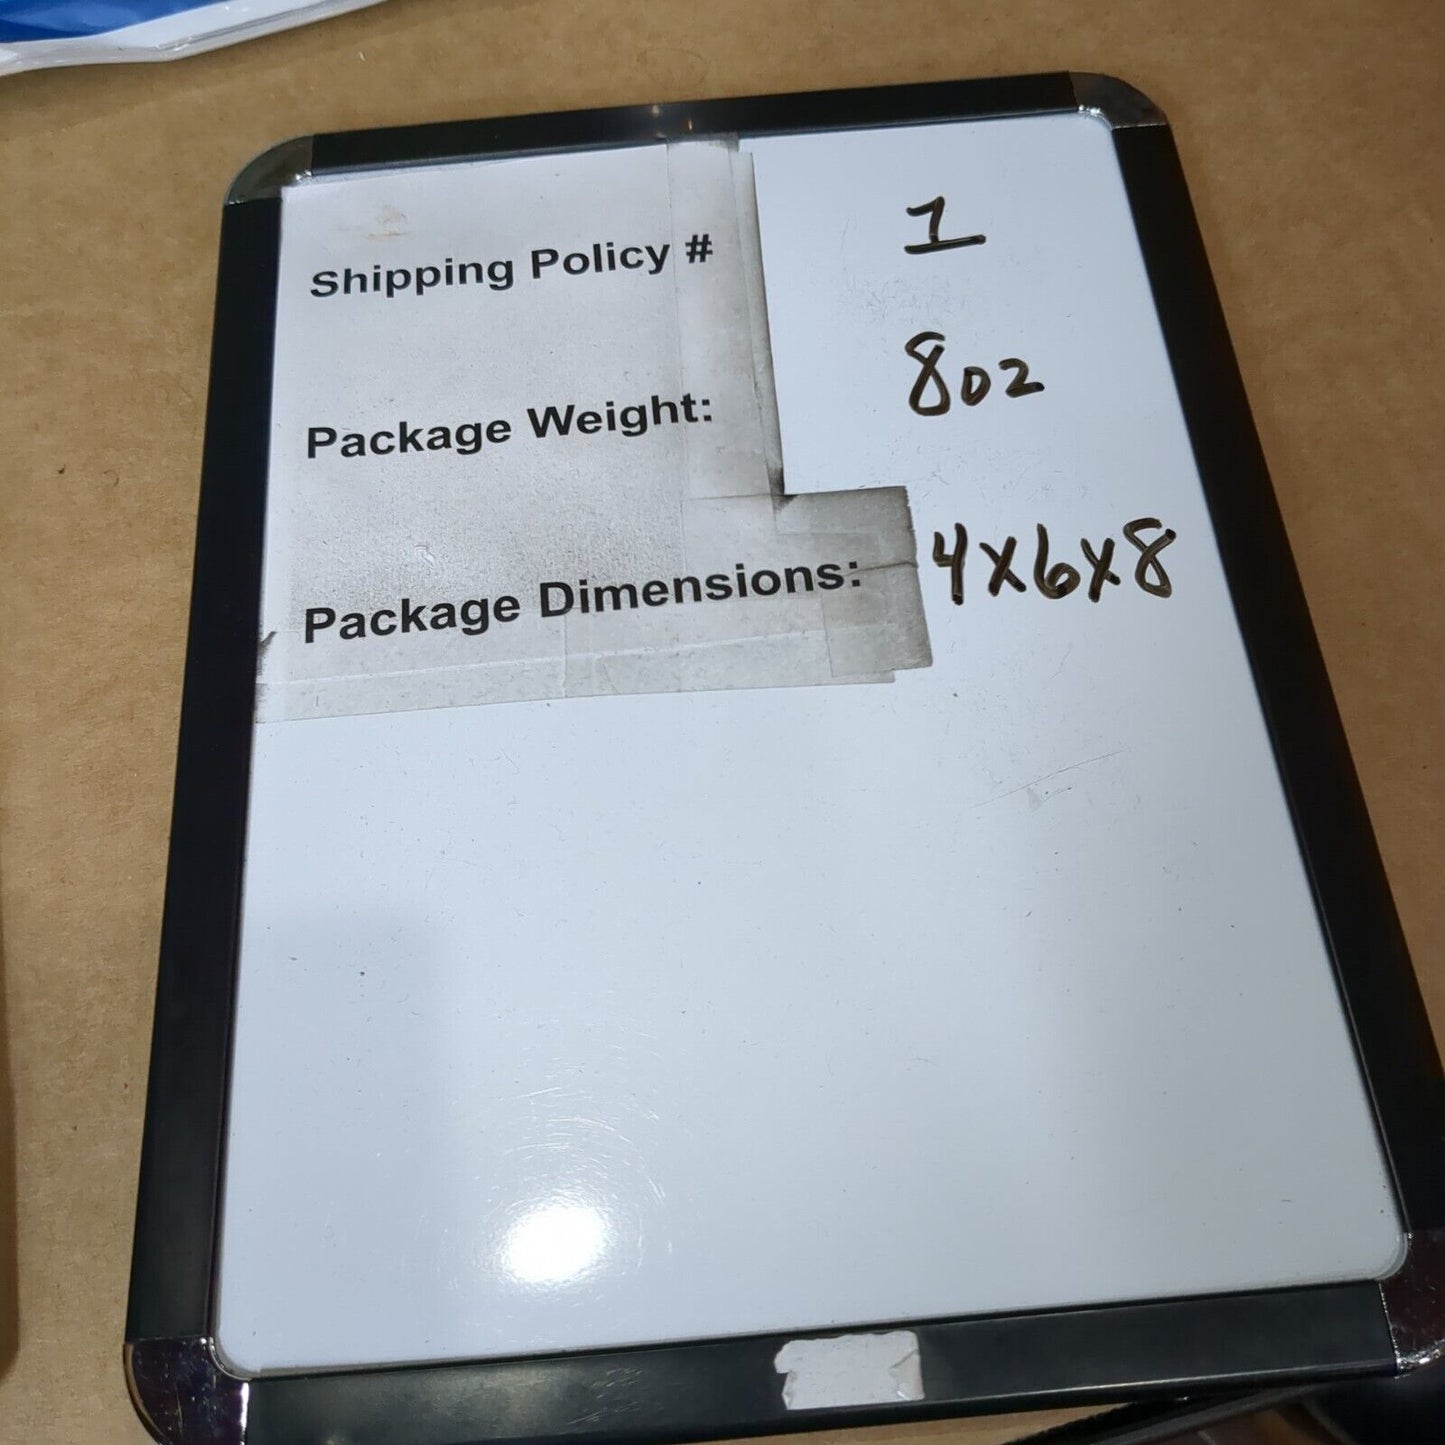 Shipping Policy # 1
Package Weight: 8oz
Package Dimensions: 4x6x8